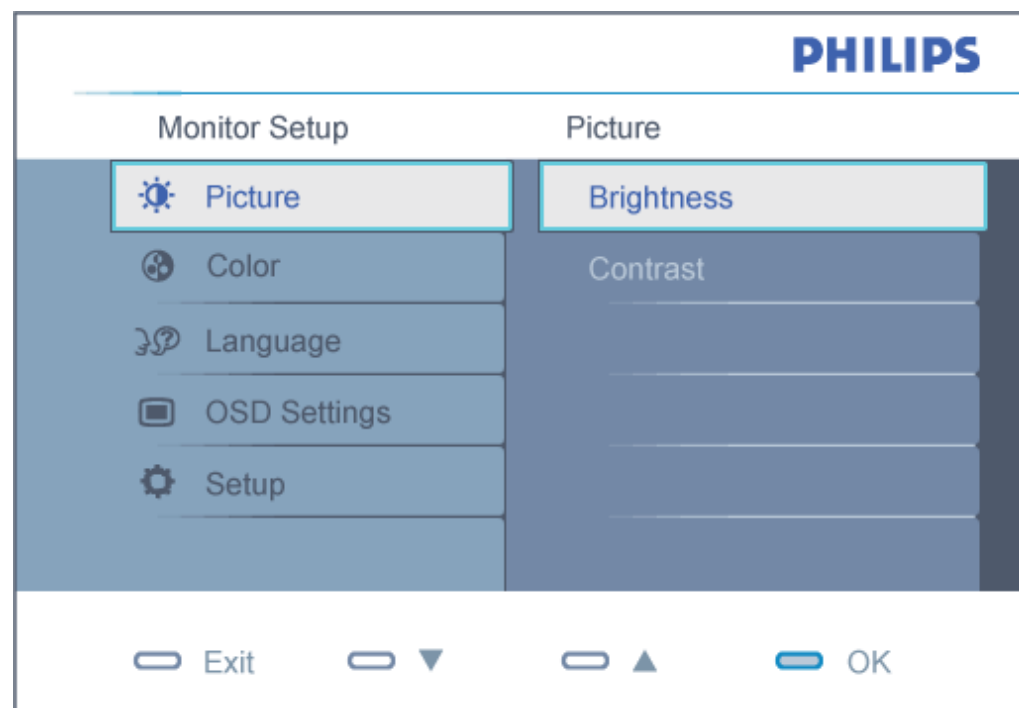 PHILIPS
Monitor Setup
Picture
Picture
Brightness
Color
Contrast
Language
OSD Settings
Setup
Exit ▼ ▲ OK